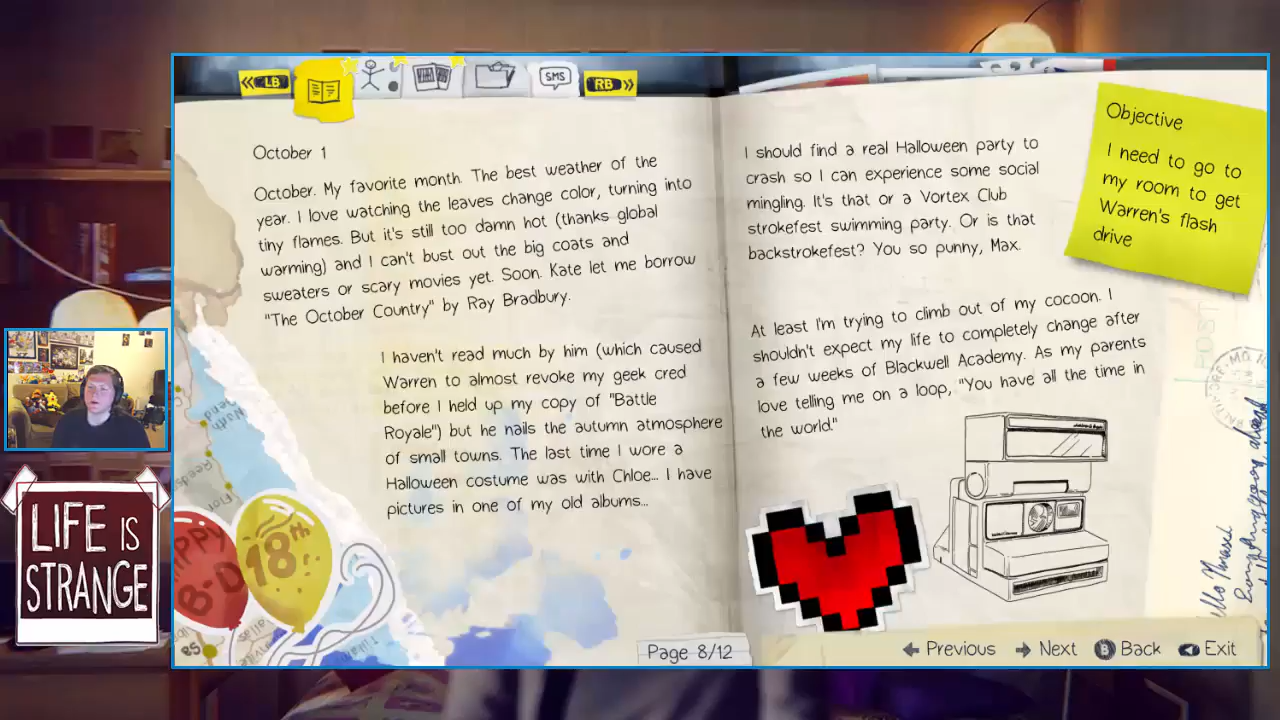 LB
SMS
RB
October 1
October. My favorite month. The best weather of the
year. I love watching the leaves change color, turning into
tiny flames. But it's still too damn hot (thanks global
warming) and I can't bust out the big coats and
sweaters or scary movies yet. Soon. Kate let me borrow
"The October Country" by Ray Bradbury.
I haven't read much by him (which caused
Warren to almost revoke my geek cred
before I held up my copy of "Battle
Royale") but he nails the autumn atmosphere
of small towns. The last time I wore a
Halloween costume was with Chloe... I have
pictures in one of my old albums...
I should find a real Halloween party to
crash so I can experience some social
mingling. It's that or a Vortex Club
strokefest swimming party. Or is that
backstrokefest? You so punny, Max.
At least I'm trying to climb out of my cocoon. I
shouldn't expect my life to completely change after
a few weeks of Blackwell Academy. As my parents
love telling me on a loop, "You have all the time in
the world."
Objective
I need to go to
my room to get
Warren's flash
drive
POST
18th
B-D
LIFE IS
STRANGE
Page 8/12
Previous
Next
B Back
Exit